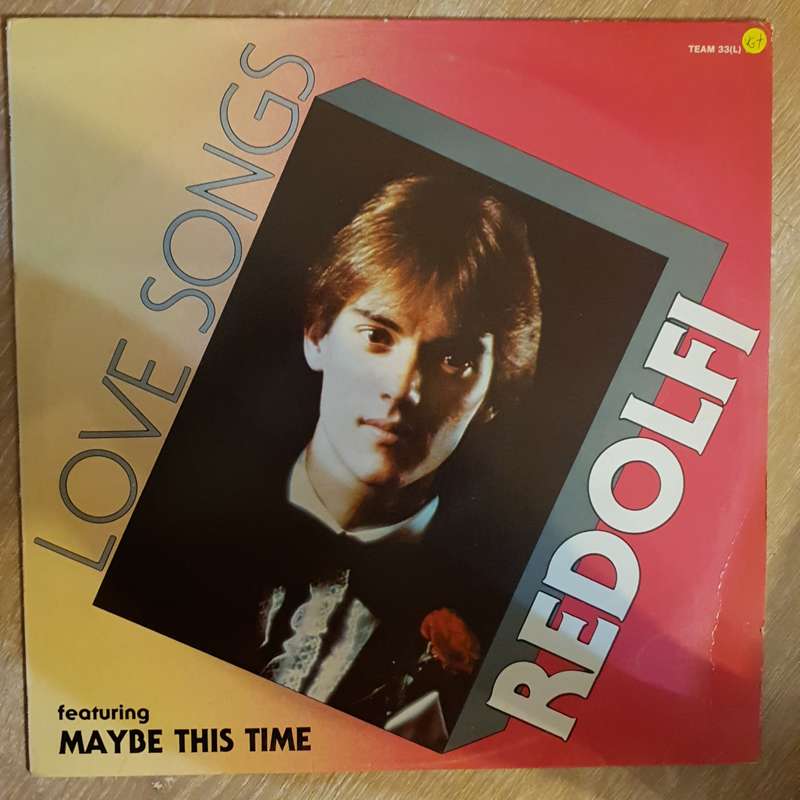 TEAM 33(L)
LOVE SONGS
REDOLFI
featuring
MAYBE THIS TIME